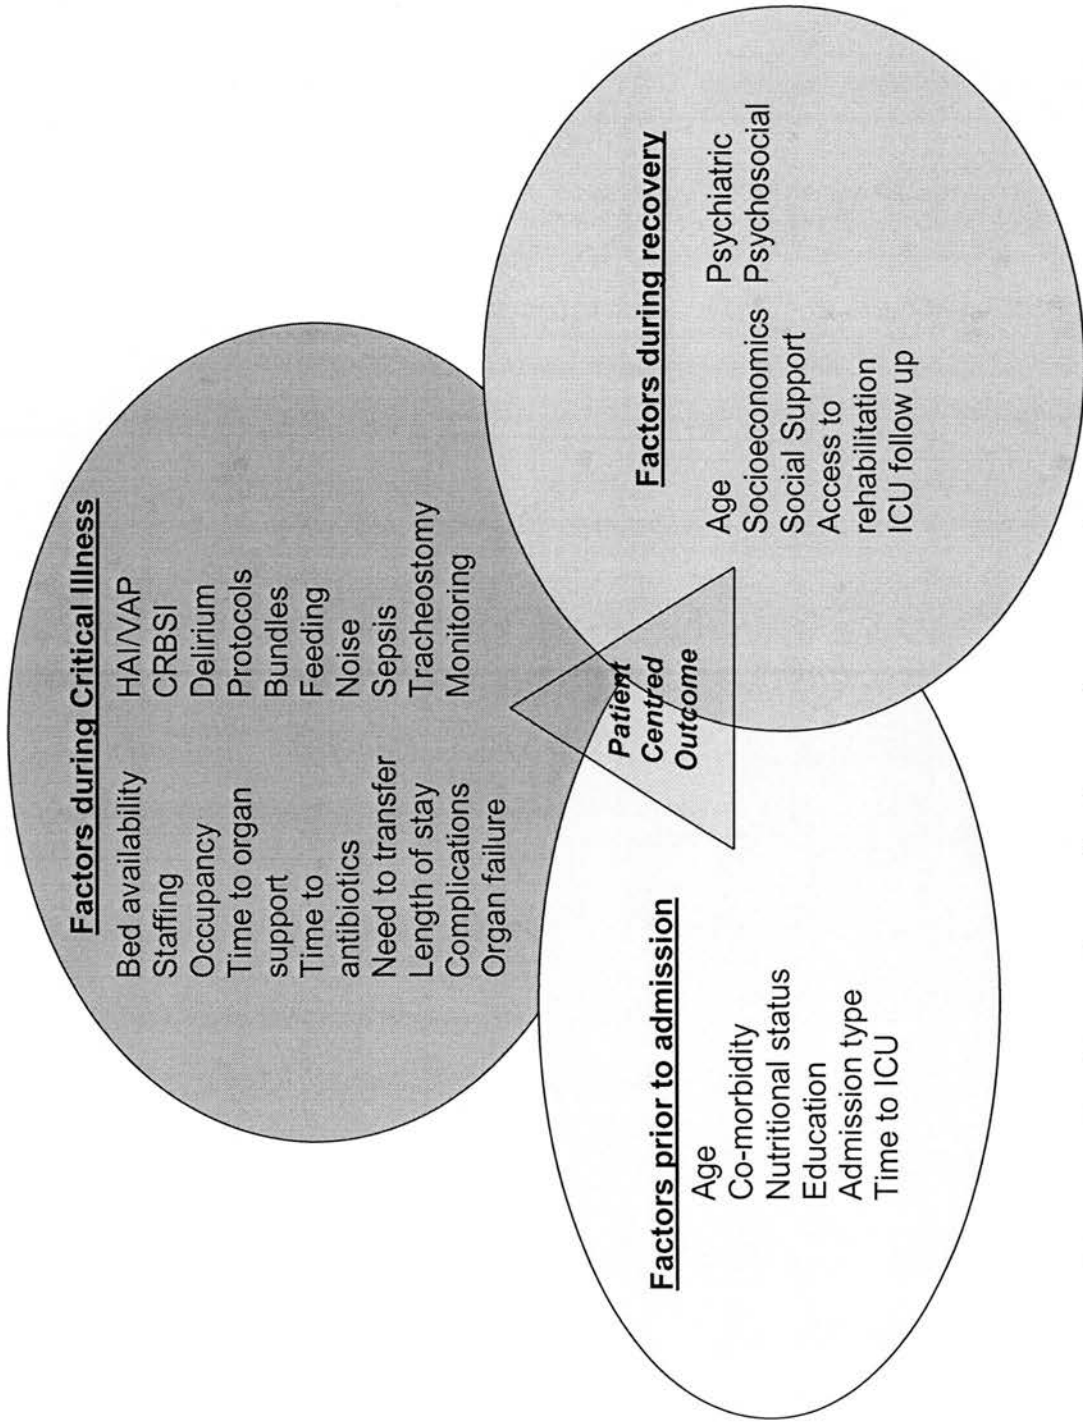 Factors during Critical Illness
Bed availability
Staffing
Occupancy
Time to organ
support
Time to
antibiotics
Need to transfer
Length of stay
Complications
Organ failure
HAI/VAP
CRBSI
Delirium
Protocols
Bundles
Feeding
Noise
Sepsis
Tracheostomy
Monitoring
Patient
Centred
Outcome
Factors prior to admission
Age
Co-morbidity
Nutritional status
Education
Admission type
Time to ICU
Factors during recovery
Age
Socioeconomics
Social Support
Access to
rehabilitation
ICU follow up
Psychiatric
Psychosocial